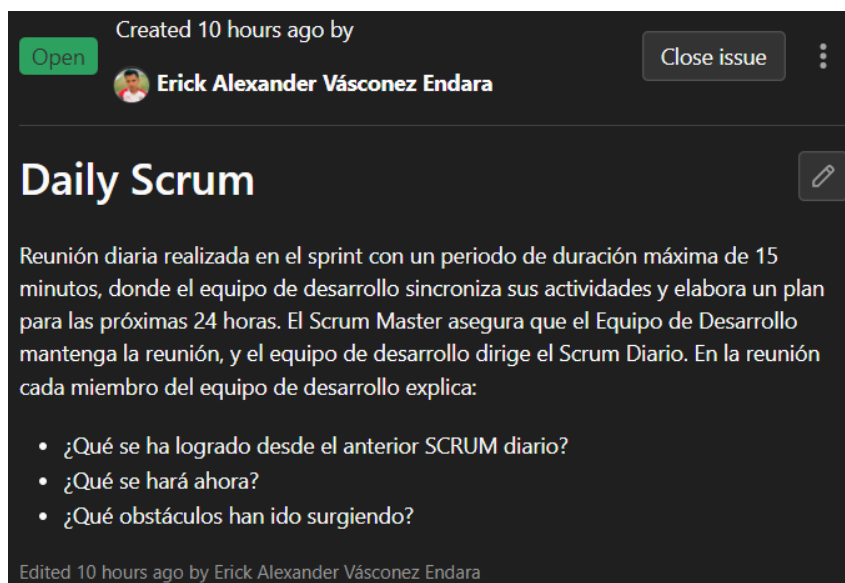 Open
Created 10 hours ago by
Erick Alexander Vásconez Endara
Close issue
Daily Scrum
Reunión diaria realizada en el sprint con un periodo de duración máxima de 15
minutos, donde el equipo de desarrollo sincroniza sus actividades y elabora un plan
para las próximas 24 horas. El Scrum Master asegura que el Equipo de Desarrollo
mantenga la reunión, y el equipo de desarrollo dirige el Scrum Diario. En la reunión
cada miembro del equipo de desarrollo explica:
• ¿Qué se ha logrado desde el anterior SCRUM diario?
• ¿Qué se hará ahora?
• ¿Qué obstáculos han ido surgiendo?
Edited 10 hours ago by Erick Alexander Vásconez Endara